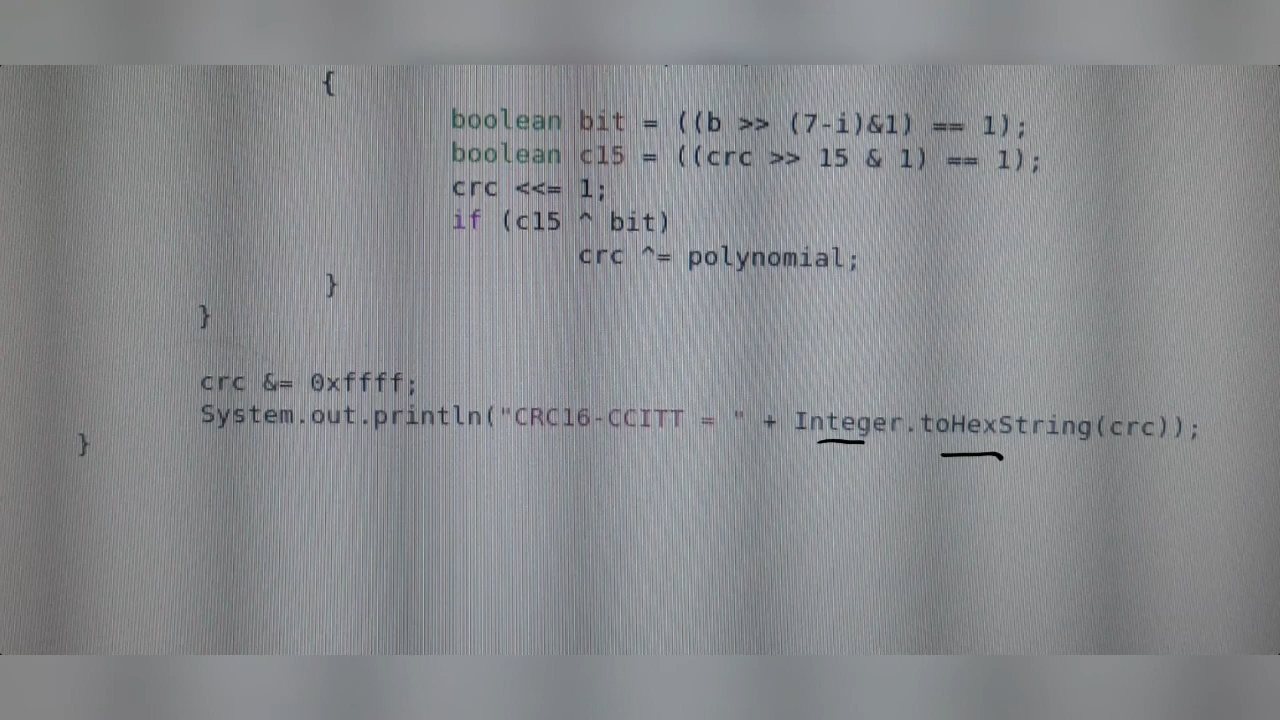 {
boolean bit = ((b >> (7-i)&1) == 1);
boolean c15 = ((crc >> 15 & 1) == 1);
crc <<= 1;
if (c15 ^ bit)
crc ^= polynomial;
}
}
crc &= 0xffff;
System.out.println("CRC16-CCITT = " + Integer.toHexString(crc));
}